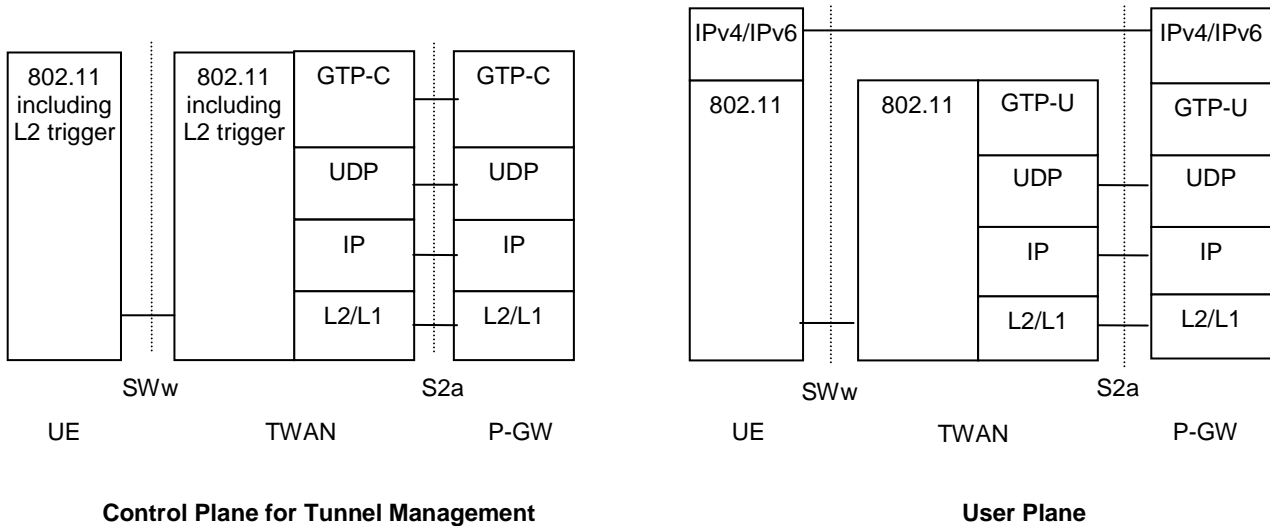 802.11
including
L2 trigger
802.11
including
L2 trigger
GTP-C
UDP
IP
L2/L1
GTP-C
UDP
IP
L2/L1
SWw
S2a
UE
TWAN
P-GW
Control Plane for Tunnel Management
IPv4/IPv6
802.11
802.11
GTP-U
UDP
IP
L2/L1
IPv4/IPv6
GTP-U
UDP
IP
L2/L1
SWw
S2a
UE
TWAN
P-GW
User Plane